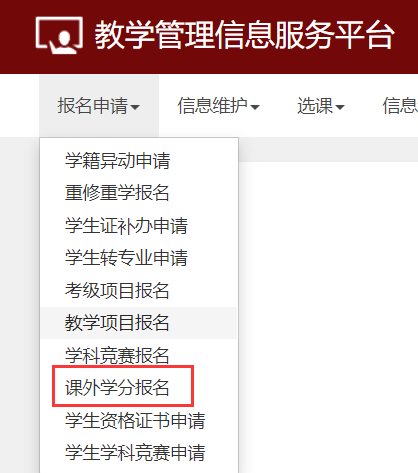 教学管理信息服务平台
报名申请 信息维护 选课 信息
学籍异动申请
重修重学报名
学生证补办申请
学生转专业申请
考级项目报名
教学项目报名
学科竞赛报名
课外学分报名
学生资格证书申请
学生学科竞赛申请